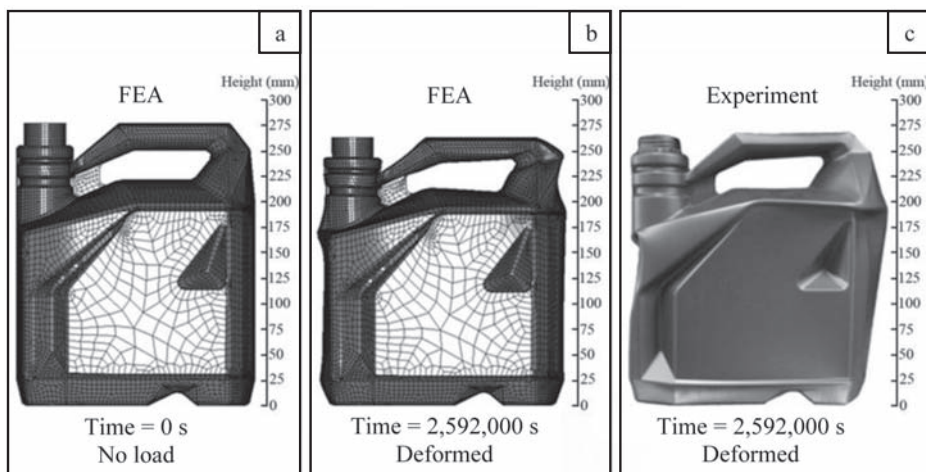 a
Height (mm)
FEA
300
275
250
225
200
175
150
125
100
75
50
25
0
Time = 0 s
No load
b
Height (mm)
FEA
300
275
250
225
200
175
150
125
100
75
50
25
0
Time = 2,592,000 s
Deformed
c
Height (mm)
Experiment
300
275
250
225
200
175
150
125
100
75
50
25
0
Time = 2,592,000 s
Deformed